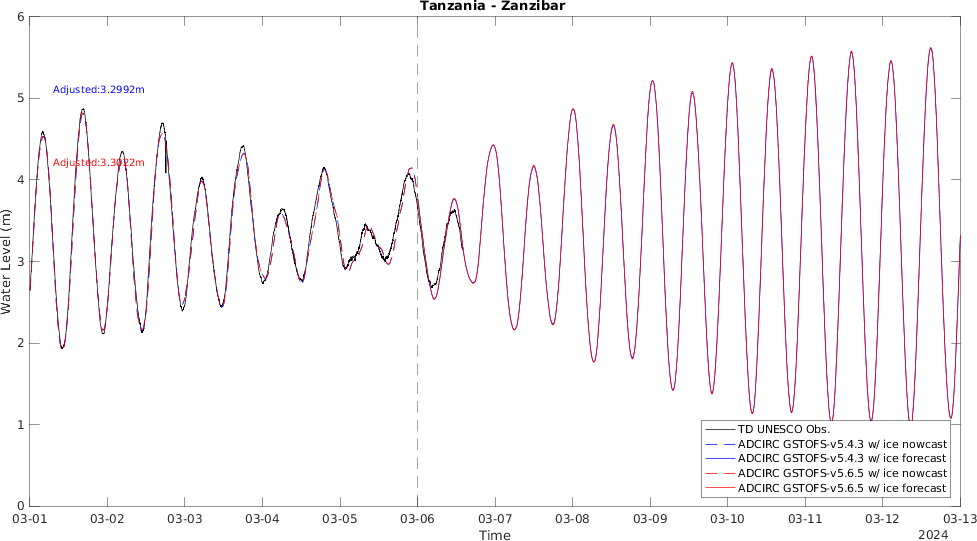 Tanzania - Zanzibar
6
5
4
3
2
1
0
Water Level (m)
Adjusted:3.2992m
Adjusted:3.3022m
TD UNESCO Obs.
ADCIRC GSTOFS-v5.4.3 w/ ice nowcast
ADCIRC GSTOFS-v5.4.3 w/ ice forecast
ADCIRC GSTOFS-v5.6.5 w/ ice nowcast
ADCIRC GSTOFS-v5.6.5 w/ ice forecast
03-01 03-02 03-03 03-04 03-05 03-06 03-07 03-08 03-09 03-10 03-11 03-12 03-13
Time
2024